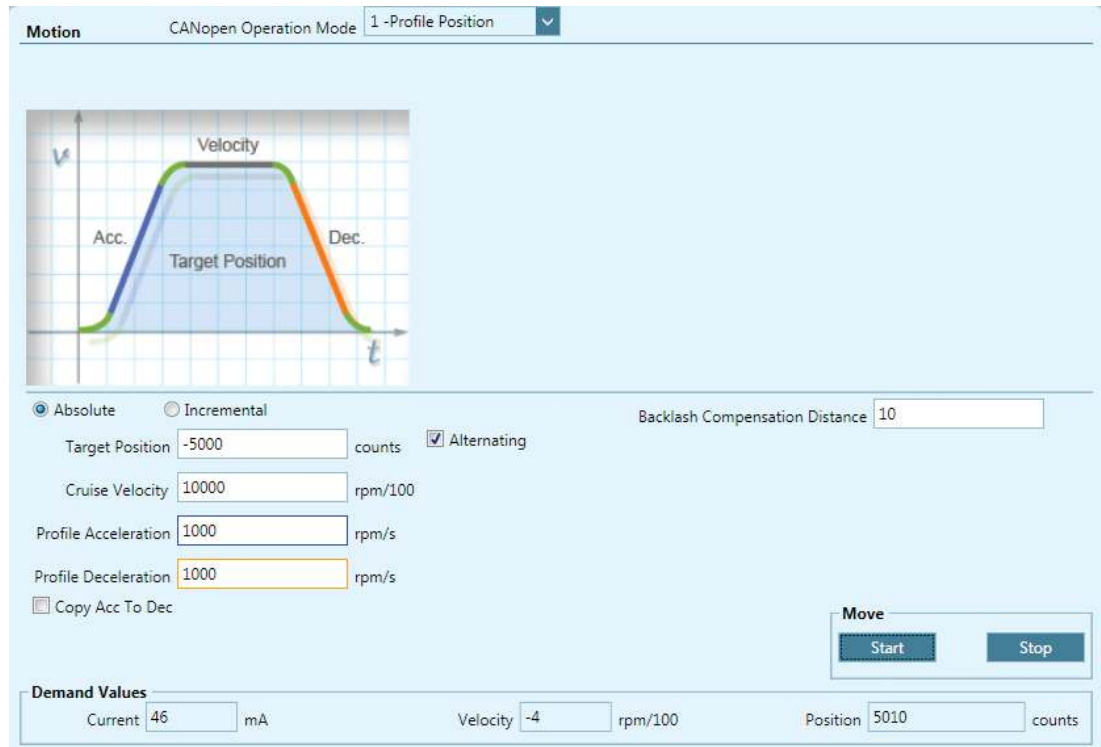 Motion CANopen Operation Mode 1 -Profile Position
v
Velocity
Acc. Dec.
Target Position
t
Absolute Incremental Backlash Compensation Distance 10
Target Position -5000 counts Alternating
Cruise Velocity 10000 rpm/100
Profile Acceleration 1000 rpm/s
Profile Deceleration 1000 rpm/s
Copy Acc To Dec
Move
Start Stop
Demand Values
Current 46 mA Velocity -4 rpm/100 Position 5010 counts